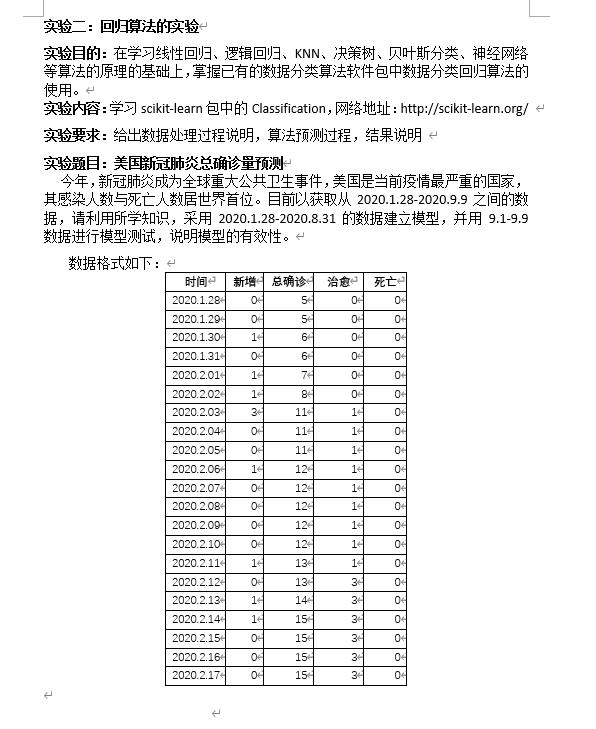 实验二：回归算法的实验
实验目的：在学习线性回归、逻辑回归、KNN、决策树、贝叶斯分类、神经网络
等算法的原理的基础上，掌握已有的数据分类算法软件包中数据分类回归算法的
使用。
实验内容：学习 scikit-learn 包中的 Classification，网络地址：http://scikit-learn.org/
实验要求：给出数据处理过程说明，算法预测过程，结果说明
实验题目：美国新冠肺炎总确诊量预测
今年，新冠肺炎成为全球重大公共卫生事件，美国是当前疫情最严重的国家，
其感染人数与死亡人数居世界首位。目前以获取从 2020.1.28-2020.9.9 之间的数
据，请利用所学知识，采用 2020.1.28-2020.8.31 的数据建立模型，并用 9.1-9.9
数据进行模型测试，说明模型的有效性。
数据格式如下：
时间 新增 总确诊 治愈 死亡
2020.1.28 0 5 0 0
2020.1.29 0 5 0 0
2020.1.30 1 6 0 0
2020.1.31 0 6 0 0
2020.2.01 1 7 0 0
2020.2.02 1 8 0 0
2020.2.03 3 11 1 0
2020.2.04 0 11 1 0
2020.2.05 0 11 1 0
2020.2.06 1 12 1 0
2020.2.07 0 12 1 0
2020.2.08 0 12 1 0
2020.2.09 0 12 1 0
2020.2.10 0 12 1 0
2020.2.11 1 13 1 0
2020.2.12 0 13 3 0
2020.2.13 1 14 3 0
2020.2.14 1 15 3 0
2020.2.15 0 15 3 0
2020.2.16 0 15 3 0
2020.2.17 0 15 3 0